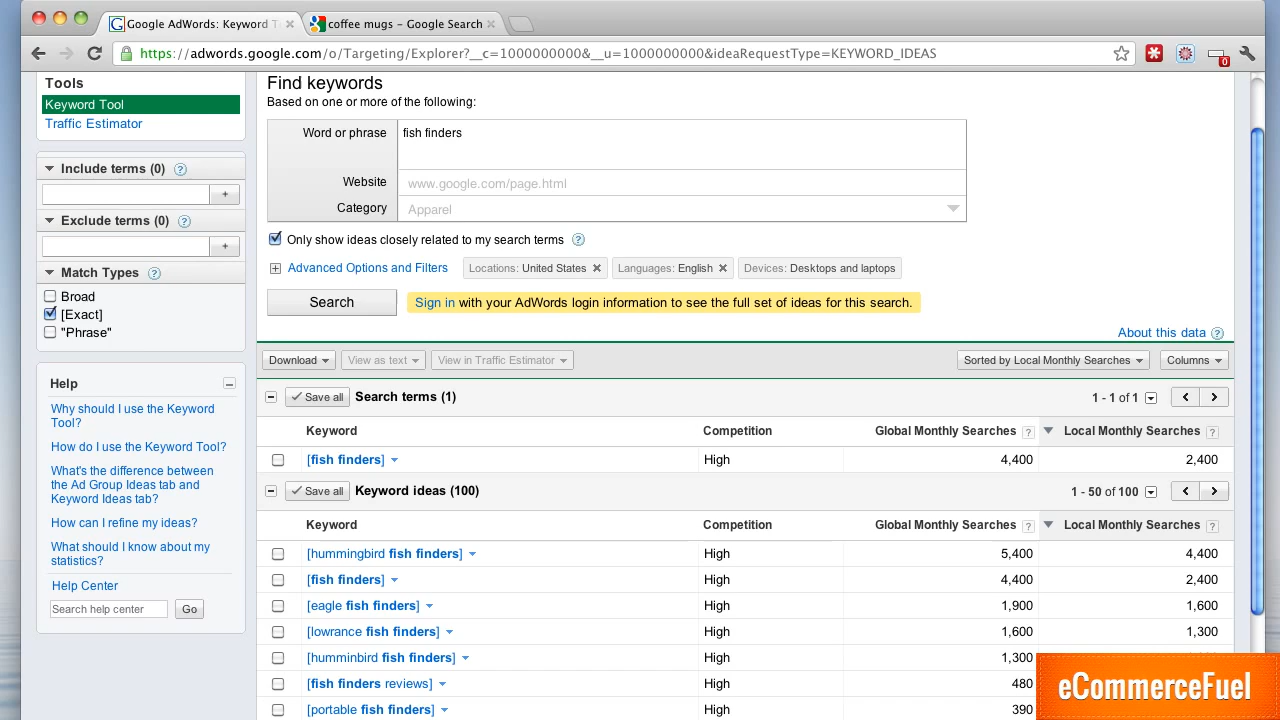 Google AdWords: Keyword T
coffee mugs – Google Search
https://adwords.google.com/o/Targeting/Explorer?__c=1000000000&__u=1000000000&ideaRequestType=KEYWORD_IDEAS
0
Tools
Keyword Tool
Traffic Estimator
Include terms (0) ?
+
Exclude terms (0) ?
+
Match Types ?
Broad
[Exact]
"Phrase"
Help
Why should I use the Keyword
Tool?
How do I use the Keyword Tool?
What's the difference between
the Ad Group Ideas tab and
Keyword Ideas tab?
How can I refine my ideas?
What should I know about my
statistics?
Help Center
Search help center Go
Find keywords
Based on one or more of the following:
Word or phrase fish finders
Website www.google.com/page.html
Category Apparel
Only show ideas closely related to my search terms ?
Advanced Options and Filters Locations: United States Languages: English Devices: Desktops and laptops
Search Sign in with your AdWords login information to see the full set of ideas for this search.
About this data ?
Download View as text View in Traffic Estimator Sorted by Local Monthly Searches Columns
Save all Search terms (1) 1 - 1 of 1
Keyword Competition Global Monthly Searches ? Local Monthly Searches ?
[fish finders] High 4,400 2,400
Save all Keyword ideas (100) 1 - 50 of 100
Keyword Competition Global Monthly Searches ? Local Monthly Searches ?
[hummingbird fish finders] High 5,400 4,400
[fish finders] High 4,400 2,400
[eagle fish finders] High 1,900 1,600
[lowrance fish finders] High 1,600 1,300
[humminbird fish finders] High 1,300
[fish finders reviews] High 480
[portable fish finders] High 390
eCommerceFuel